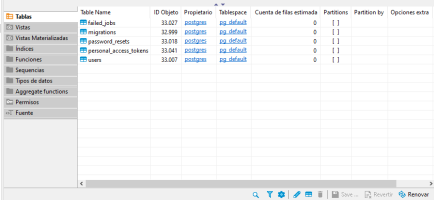 Table Name ID Objeto Propietario Tablespace Cuenta de filas estimada Partitions Partition by Opciones extra
failed_jobs 33.027 postgres pg_default 0 [ ]
migrations 32.999 postgres pg_default 0 [ ]
password_resets 33.018 postgres pg_default 0 [ ]
personal_access_tokens 33.041 postgres pg_default 0 [ ]
users 33.007 postgres pg_default 0 [ ]
Tablas
Vistas
Vistas Materializadas
Índices
Funciones
Sequencias
Tipos de datos
Aggregate functions
Permisos
Fuente
Save ... Revertir Renovar